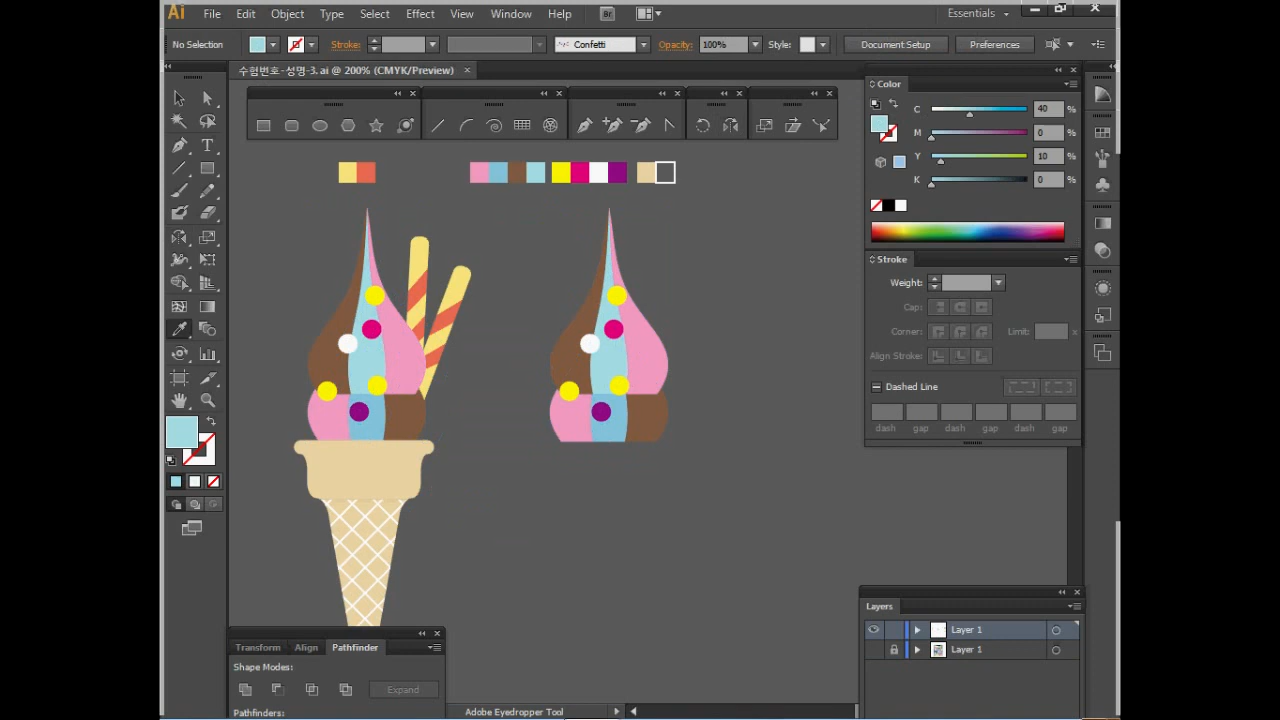 Ai File Edit Object Type Select Effect View Window Help Br Essentials
No Selection Stroke: Confetti Opacity: 100% Style: Document Setup Preferences
수험번호-성명-3.ai @ 200% (CMYK/Preview)
Color
C 40 %
M 0 %
Y 10 %
K 0 %
Stroke
Weight:
Cap:
Corner: Limit: x
Align Stroke:
Dashed Line
dash gap dash gap dash gap
Layers
Layer 1
Layer 1
Transform Align Pathfinder
Shape Modes:
Expand
Pathfinders:
Adobe Eyedropper Tool